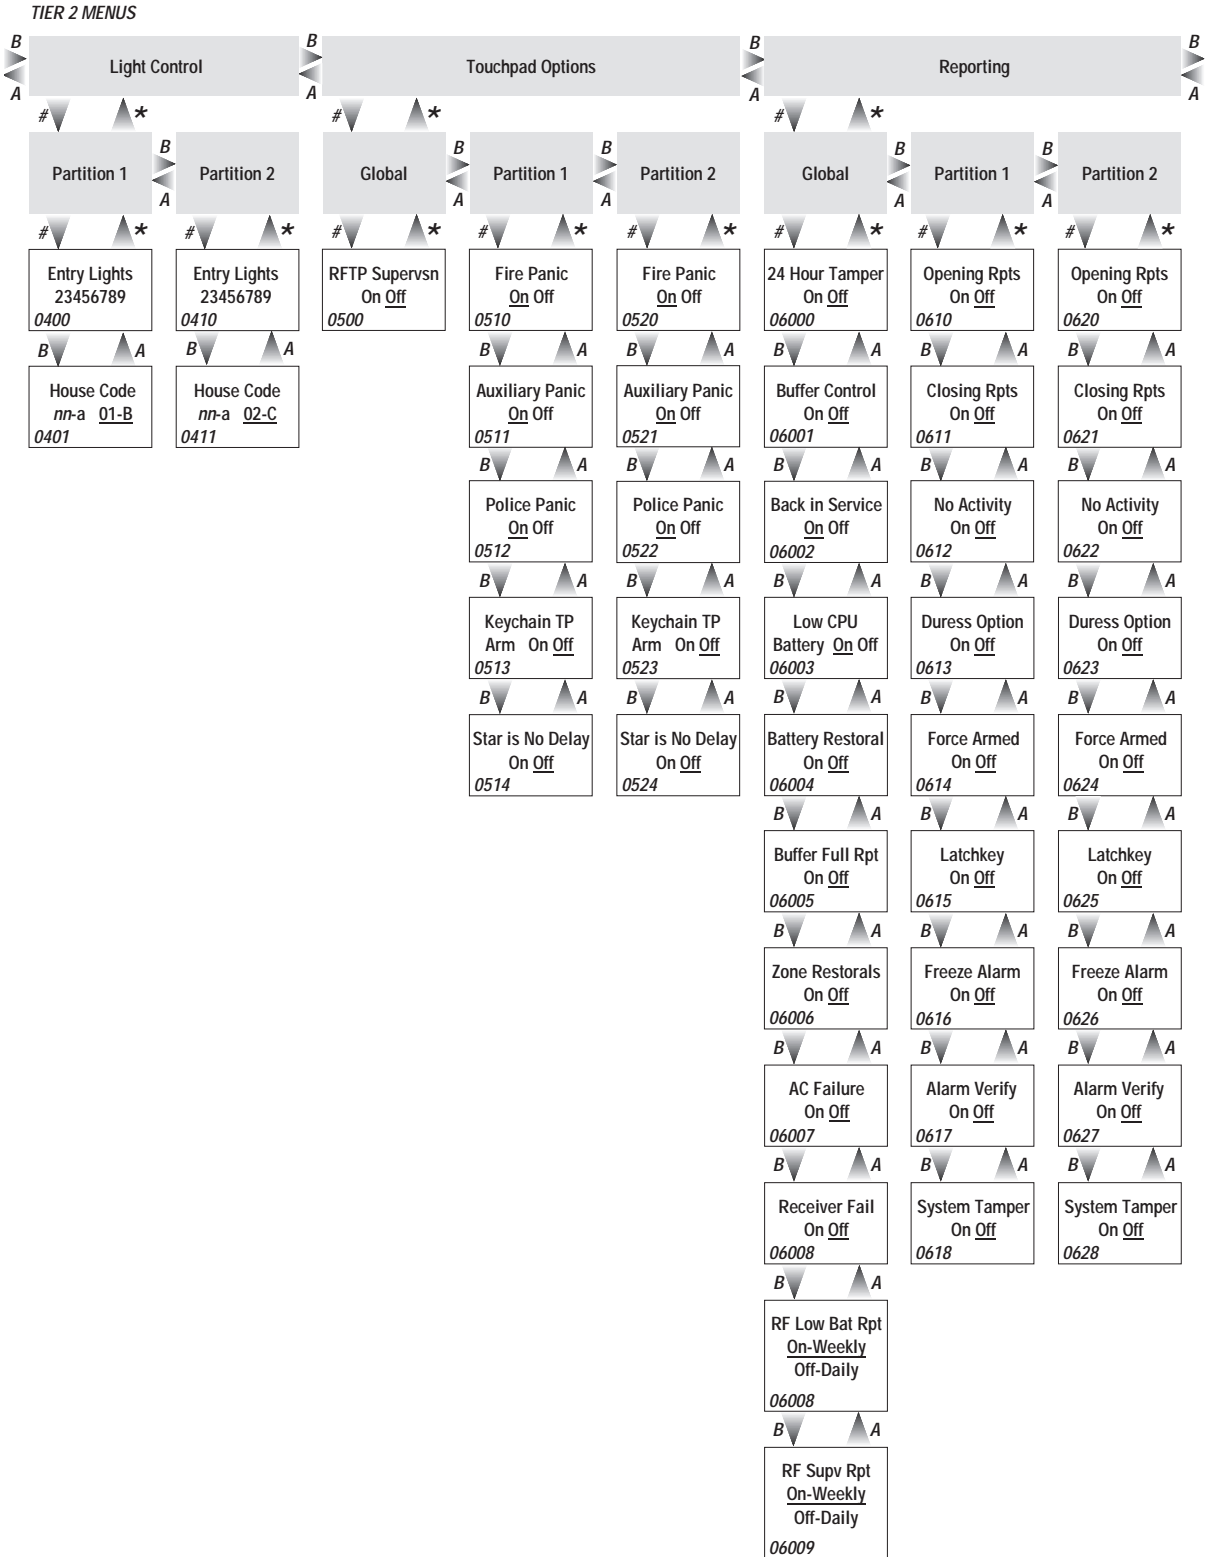 TIER 2 MENUS
B B B B
Light Control Touchpad Options Reporting
A A A A
# * # * # *
B B B B B
Partition 1 Partition 2 Global Partition 1 Partition 2 Global Partition 1 Partition 2
A A A A A
# * # * # * # * # * # * # * # *
Entry Lights Entry Lights RFTP Supervsn Fire Panic Fire Panic 24 Hour Tamper Opening Rpts Opening Rpts
23456789 23456789 On Off On Off On Off On Off On Off On Off
0400 0410 0500 0510 0520 06000 0610 0620
B A B A B A B A B A B A B A
House Code House Code Auxiliary Panic Auxiliary Panic Buffer Control Closing Rpts Closing Rpts
nn-a 01-B nn-a 02-C On Off On Off On Off On Off On Off
0401 0411 0511 0521 06001 0611 0621
B A B A B A B A B A
Police Panic Police Panic Back in Service No Activity No Activity
On Off On Off On Off On Off On Off
0512 0522 06002 0612 0622
B A B A B A B A B A
Keychain TP Keychain TP Low CPU Duress Option Duress Option
Arm On Off Arm On Off Battery On Off On Off On Off
0513 0523 06003 0613 0623
B A B A B A B A B A
Star is No Delay Star is No Delay Battery Restoral Force Armed Force Armed
On Off On Off On Off On Off On Off
0514 0524 06004 0614 0624
B A B A B A
Buffer Full Rpt Latchkey Latchkey
On Off On Off On Off
06005 0615 0625
B A B A B A
Zone Restorals Freeze Alarm Freeze Alarm
On Off On Off On Off
06006 0616 0626
B A B A B A
AC Failure Alarm Verify Alarm Verify
On Off On Off On Off
06007 0617 0627
B A B A B A
Receiver Fail System Tamper System Tamper
On Off On Off On Off
06008 0618 0628
B A
RF Low Bat Rpt
On-Weekly
Off-Daily
06008
B A
RF Supv Rpt
On-Weekly
Off-Daily
06009